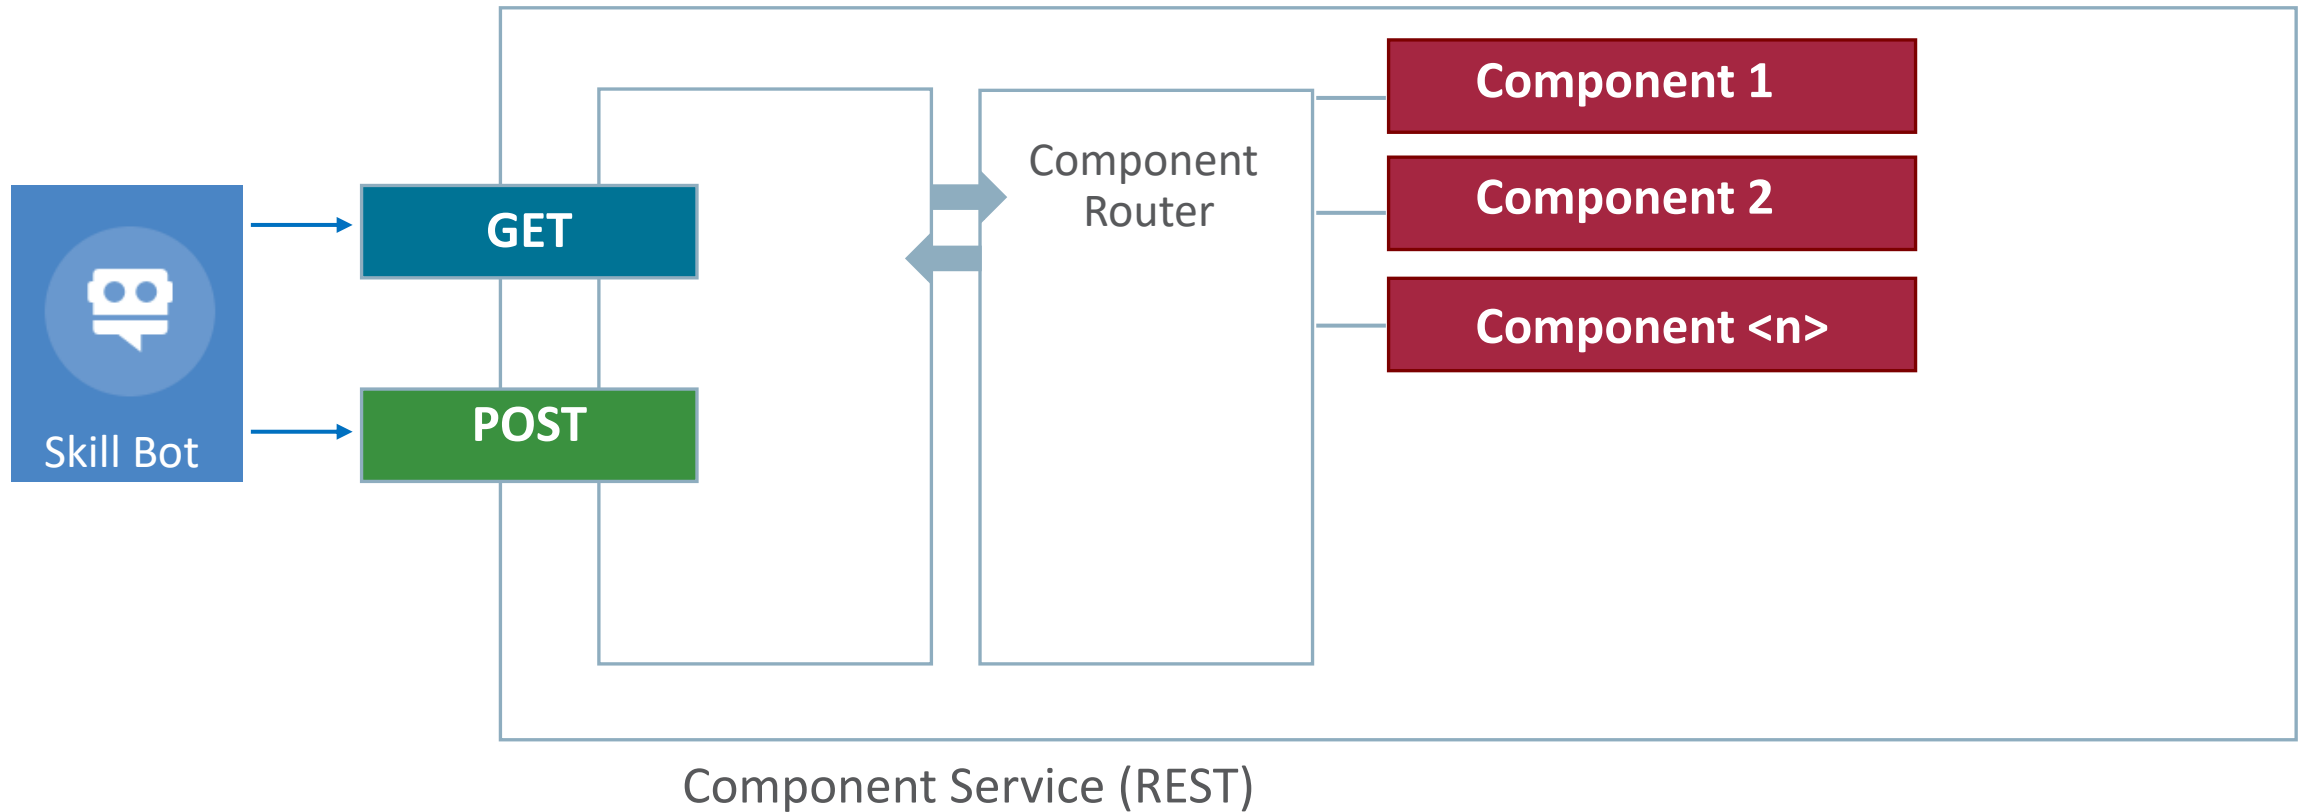 Skill Bot
GET
POST
Component
Router
Component 1
Component 2
Component <n>
Component Service (REST)